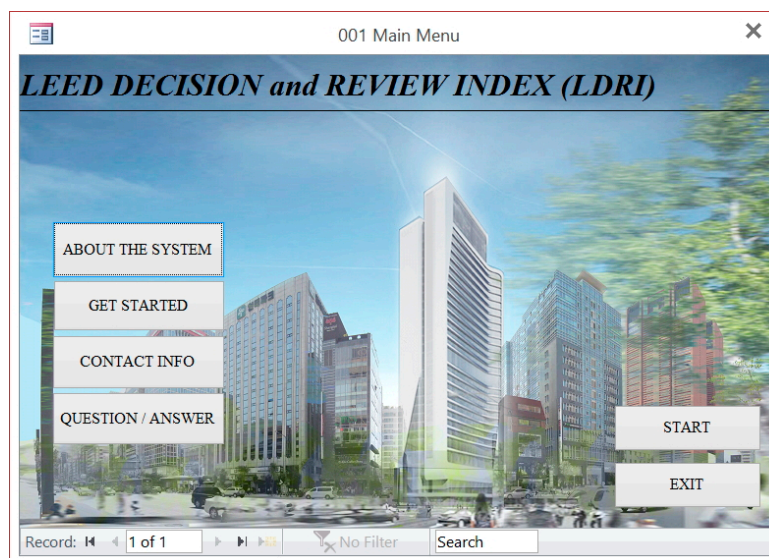 001 Main Menu
LEED DECISION and REVIEW INDEX (LDRI)
ABOUT THE SYSTEM
GET STARTED
CONTACT INFO
QUESTION / ANSWER
START
EXIT
Record: 1 of 1 No Filter Search